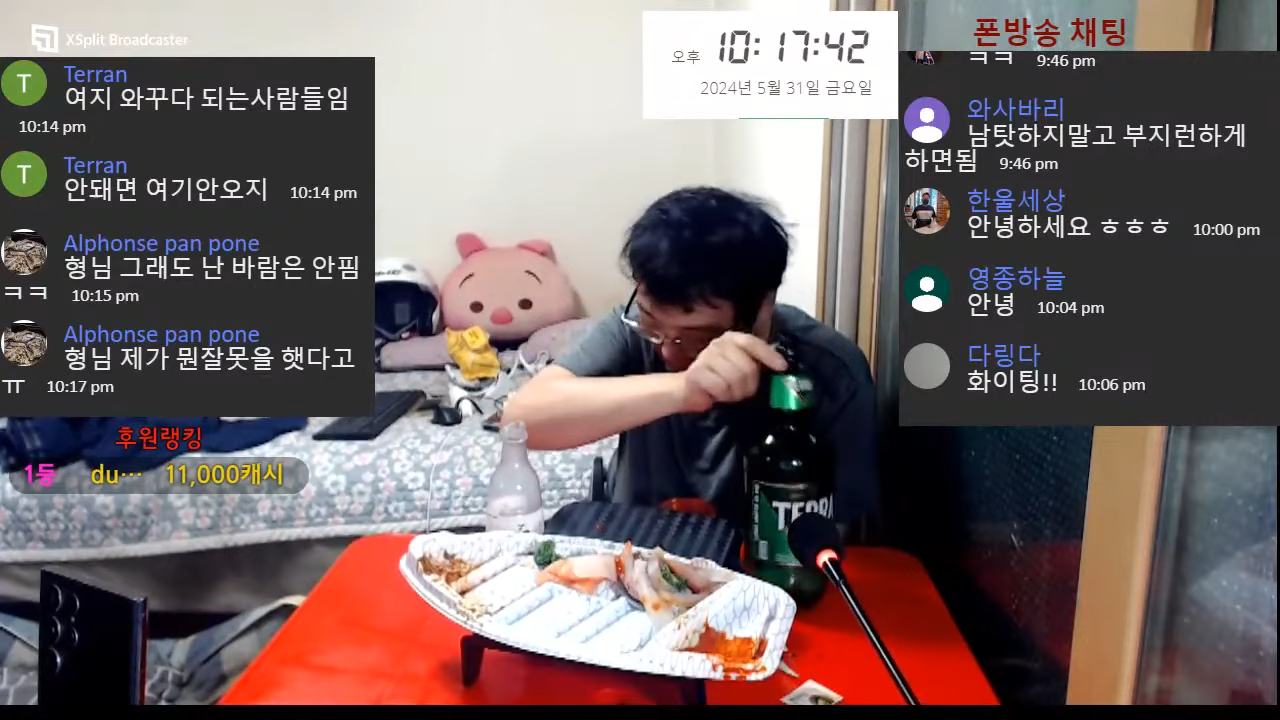 XSplit Broadcaster
T
Terran
여지 와꾸다 되는사람들임
10:14 pm
T
Terran
안돼면 여기안오지 10:14 pm
Alphonse pan pone
형님 그래도 난 바람은 안핌
ㅋㅋ 10:15 pm
Alphonse pan pone
형님 제가 뭔잘못을 햇다고
ㅠ 10:17 pm
후원랭킹
1등 du… 11,000캐시
오후 10:17:42
2024년 5월 31일 금요일
폰방송 채팅
ㅋㅋ 9:46 pm
와사바리
남탓하지말고 부지런하게
하면됨 9:46 pm
한울세상
안녕하세요 ㅎㅎㅎ 10:00 pm
영종하늘
안녕 10:04 pm
다링다
화이팅!! 10:06 pm
TERRA